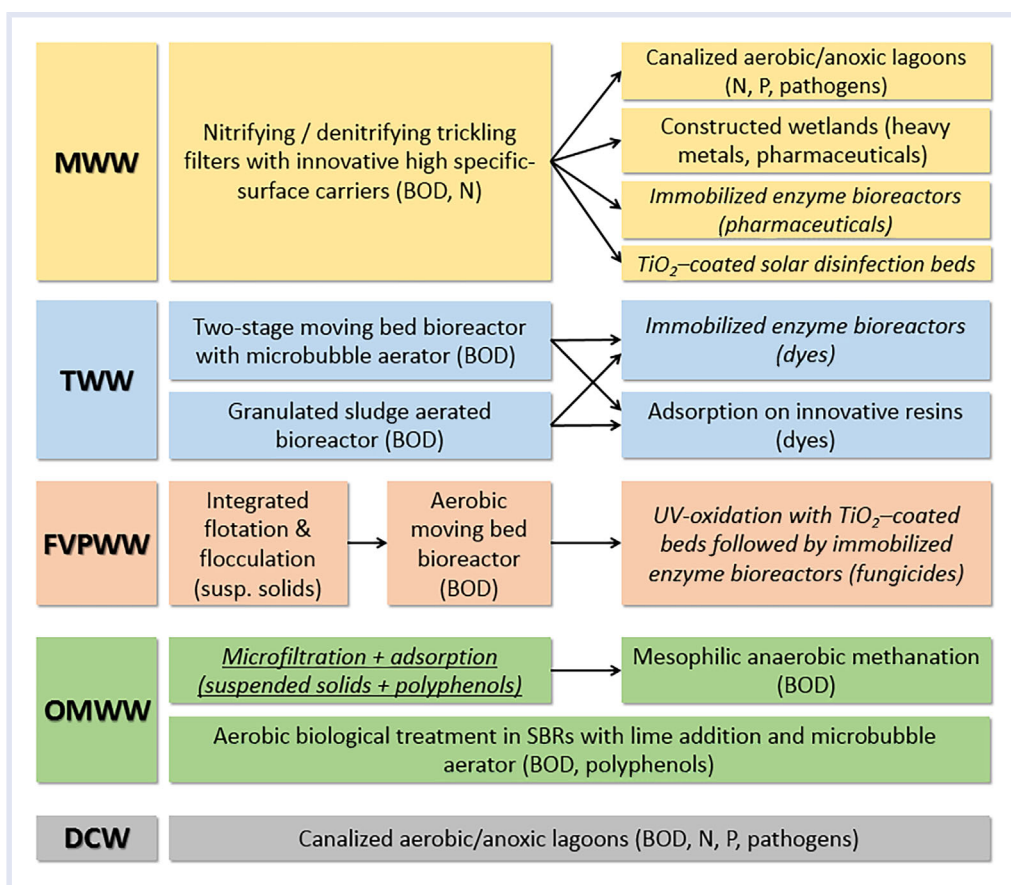 MWW
Nitrifying / denitrifying trickling
filters with innovative high specific-
surface carriers (BOD, N)
Canalized aerobic/anoxic lagoons
(N, P, pathogens)
Constructed wetlands (heavy
metals, pharmaceuticals)
Immobilized enzyme bioreactors
(pharmaceuticals)
TiO₂–coated solar disinfection beds
TWW
Two-stage moving bed bioreactor
with microbubble aerator (BOD)
Granulated sludge aerated
bioreactor (BOD)
Immobilized enzyme bioreactors
(dyes)
Adsorption on innovative resins
(dyes)
FVPWW
Integrated
flotation &
flocculation
(susp. solids)
Aerobic
moving bed
bioreactor
(BOD)
UV-oxidation with TiO₂–coated
beds followed by immobilized
enzyme bioreactors (fungicides)
OMWW
Microfiltration + adsorption
(suspended solids + polyphenols)
Mesophilic anaerobic methanation
(BOD)
Aerobic biological treatment in SBRs with lime addition and microbubble
aerator (BOD, polyphenols)
DCW
Canalized aerobic/anoxic lagoons (BOD, N, P, pathogens)